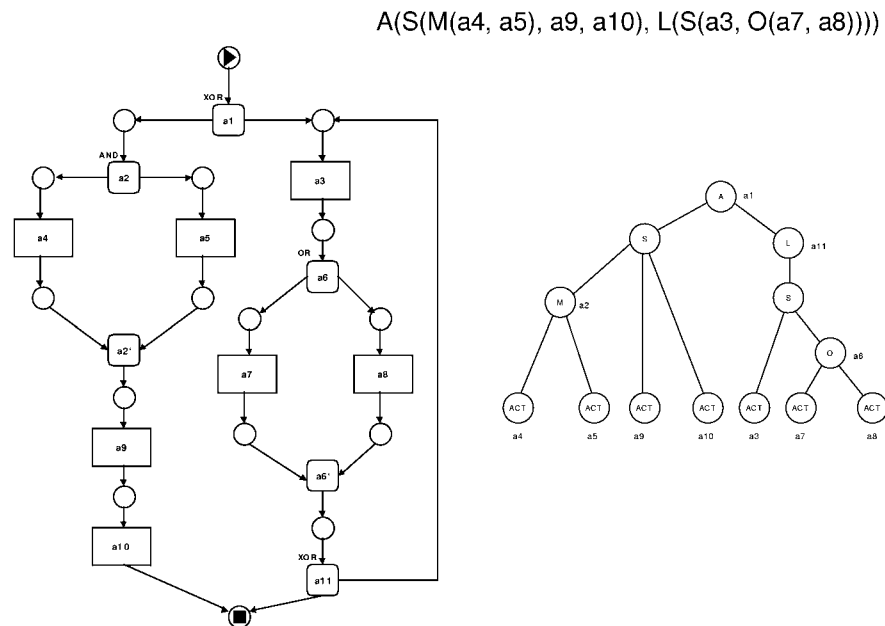 A(S(M(a4, a5), a9, a10), L(S(a3, O(a7, a8))))
XOR
a1
AND
a2
a3
a4
a5
OR
a6
a2'
a7
a8
a9
a6'
a10
XOR
a11
A
a1
S
L
a11
M
a2
S
O
a6
ACT
ACT
ACT
ACT
ACT
ACT
ACT
a4
a5
a9
a10
a3
a7
a8